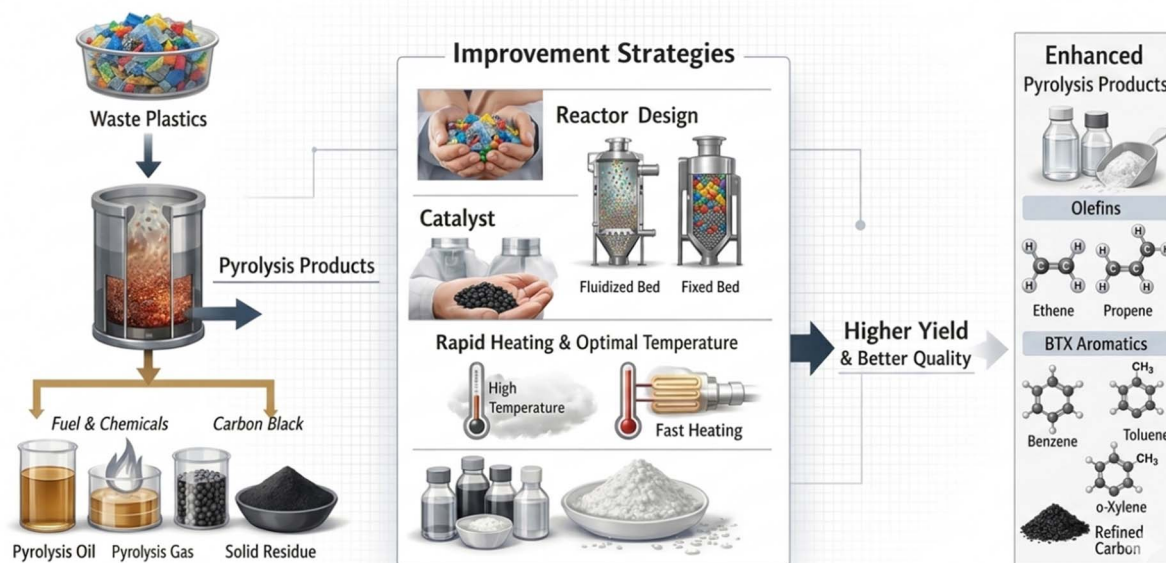 Waste Plastics
Pyrolysis Products
Fuel & Chemicals
Carbon Black
Pyrolysis Oil
Pyrolysis Gas
Solid Residue
Improvement Strategies
Reactor Design
Catalyst
Fluidized Bed
Fixed Bed
Rapid Heating & Optimal Temperature
High
Temperature
Fast Heating
Higher Yield
& Better Quality
Enhanced
Pyrolysis Products
Olefins
H
H
C
C
H
H
H
H
C
H
C
C
H
H
Ethene
Propene
BTX Aromatics
CH₃
Benzene
Toluene
CH₃
o-Xylene
Refined
Carbon